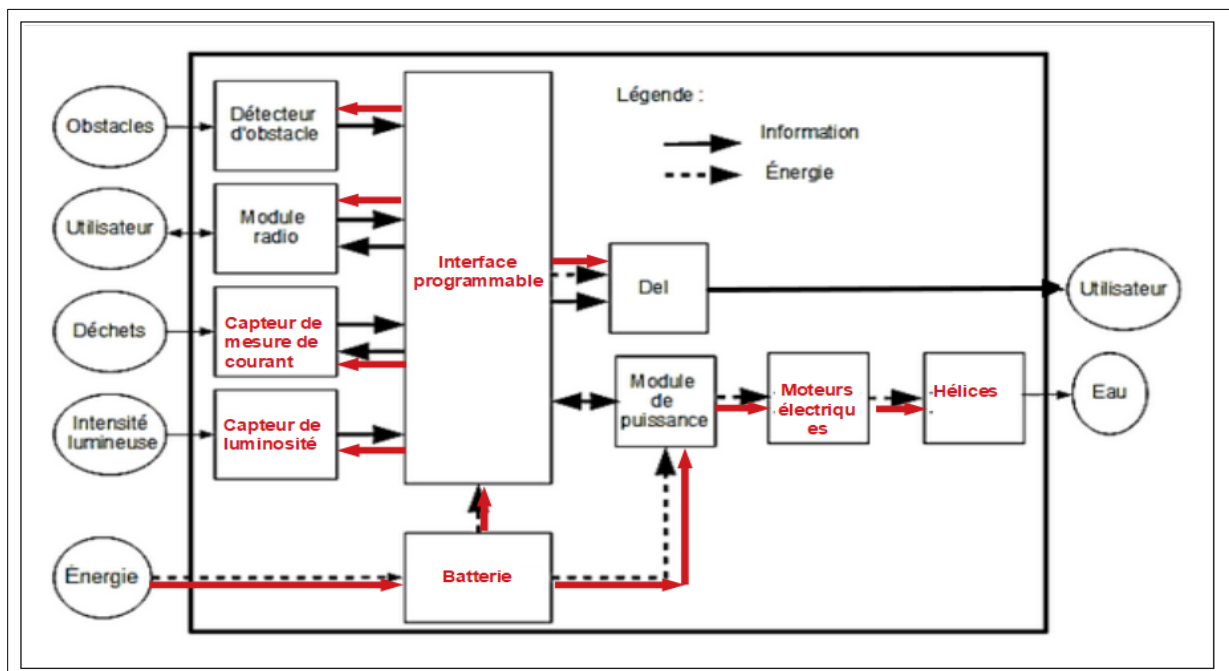 Obstacles
Détecteur
d'obstacle
Légende :
Information
Énergie
Utilisateur
Module
radio
Interface
programmable
Del
Utilisateur
Déchets
Capteur de
mesure de
courant
Module
de
puissance
Moteurs
électriqu
es
Hélices
Eau
Intensité
lumineuse
Capteur de
luminosité
Énergie
Batterie